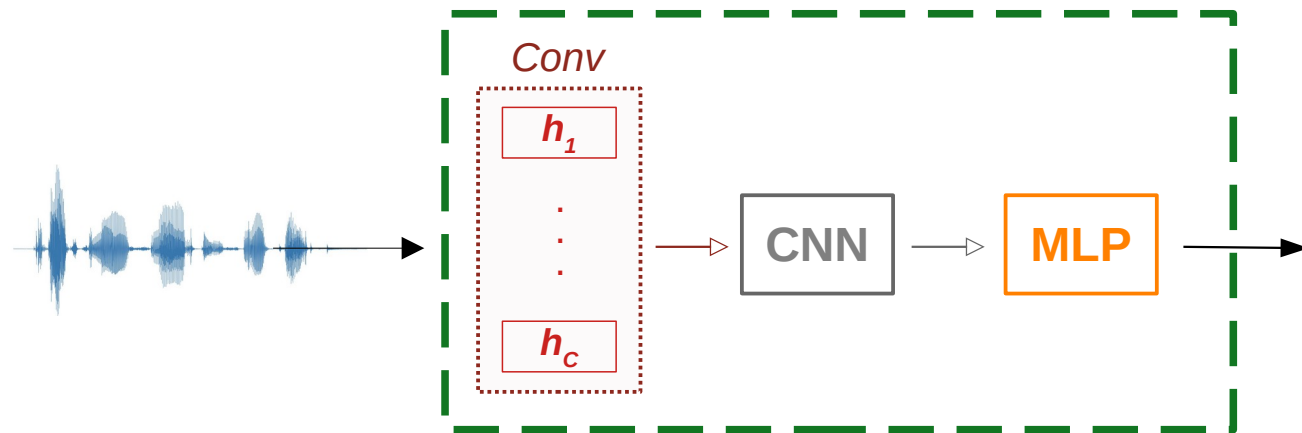 Conv
h1
.
.
.
hC
CNN
MLP